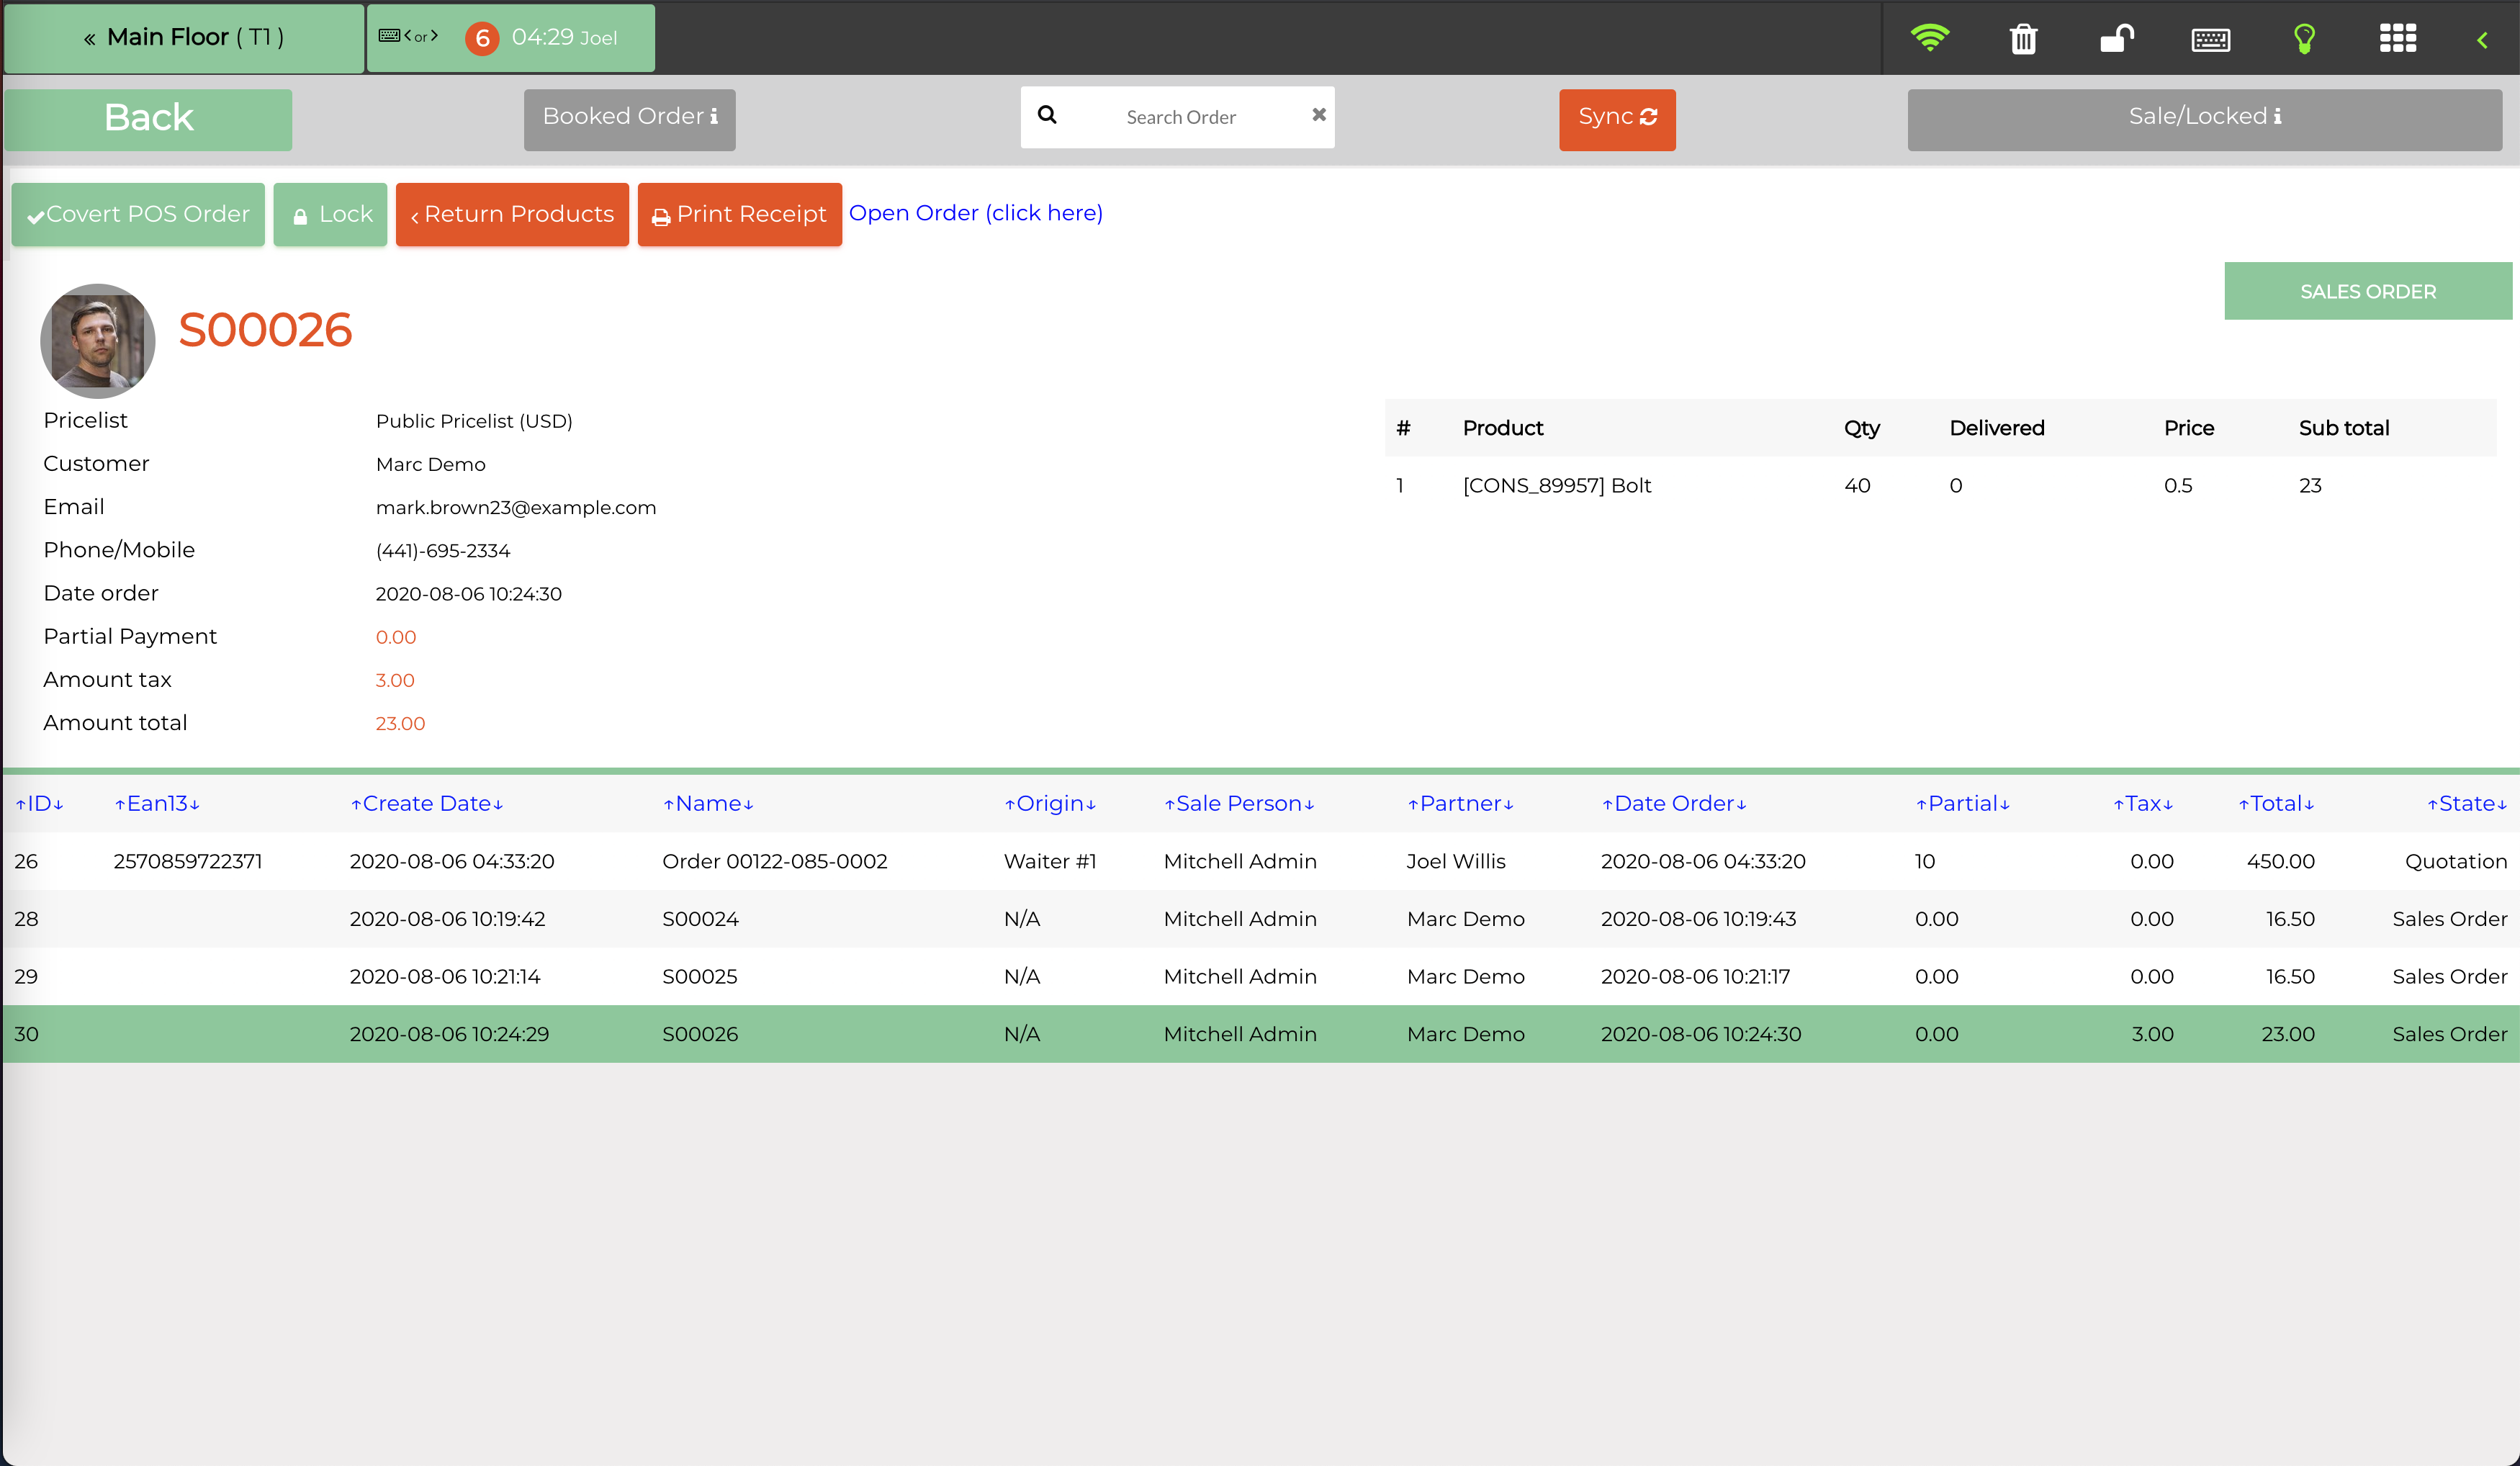 « Main Floor ( T1 )
< or > 6 04:29 Joel
Back
Booked Order
Search Order
Sync
Sale/Locked
Covert POS Order
Lock
Return Products
Print Receipt
Open Order (click here)
SALES ORDER
S00026
Pricelist Public Pricelist (USD)
Customer Marc Demo
Email mark.brown23@example.com
Phone/Mobile (441)-695-2334
Date order 2020-08-06 10:24:30
Partial Payment 0.00
Amount tax 3.00
Amount total 23.00
# Product Qty Delivered Price Sub total
1 [CONS_89957] Bolt 40 0 0.5 23
↑ID↓ ↑Ean13↓ ↑Create Date↓ ↑Name↓ ↑Origin↓ ↑Sale Person↓ ↑Partner↓ ↑Date Order↓ ↑Partial↓ ↑Tax↓ ↑Total↓ ↑State↓
26 2570859722371 2020-08-06 04:33:20 Order 00122-085-0002 Waiter #1 Mitchell Admin Joel Willis 2020-08-06 04:33:20 10 0.00 450.00 Quotation
28 2020-08-06 10:19:42 S00024 N/A Mitchell Admin Marc Demo 2020-08-06 10:19:43 0.00 0.00 16.50 Sales Order
29 2020-08-06 10:21:14 S00025 N/A Mitchell Admin Marc Demo 2020-08-06 10:21:17 0.00 0.00 16.50 Sales Order
30 2020-08-06 10:24:29 S00026 N/A Mitchell Admin Marc Demo 2020-08-06 10:24:30 0.00 3.00 23.00 Sales Order